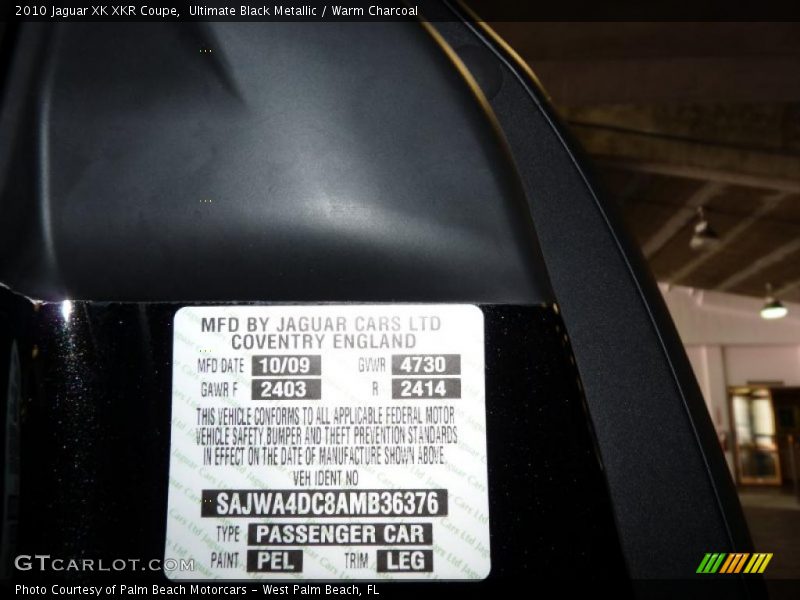 2010 Jaguar XK XKR Coupe,  Ultimate Black Metallic / Warm Charcoal
MFD BY JAGUAR CARS LTD
COVENTRY ENGLAND
MFD DATE 10/09 GVWR 4730
GAWR F 2403 R 2414
THIS VEHICLE CONFORMS TO ALL APPLICABLE FEDERAL MOTOR
VEHICLE SAFETY BUMPER AND THEFT PREVENTION STANDARDS
IN EFFECT ON THE DATE OF MANUFACTURE SHOWN ABOVE.
VEH IDENT NO
SAJWA4DC8AMB36376
TYPE PASSENGER CAR
PAINT PEL TRIM LEG
GTCARLOT.COM
Photo Courtesy of Palm Beach Motorcars - West Palm Beach, FL